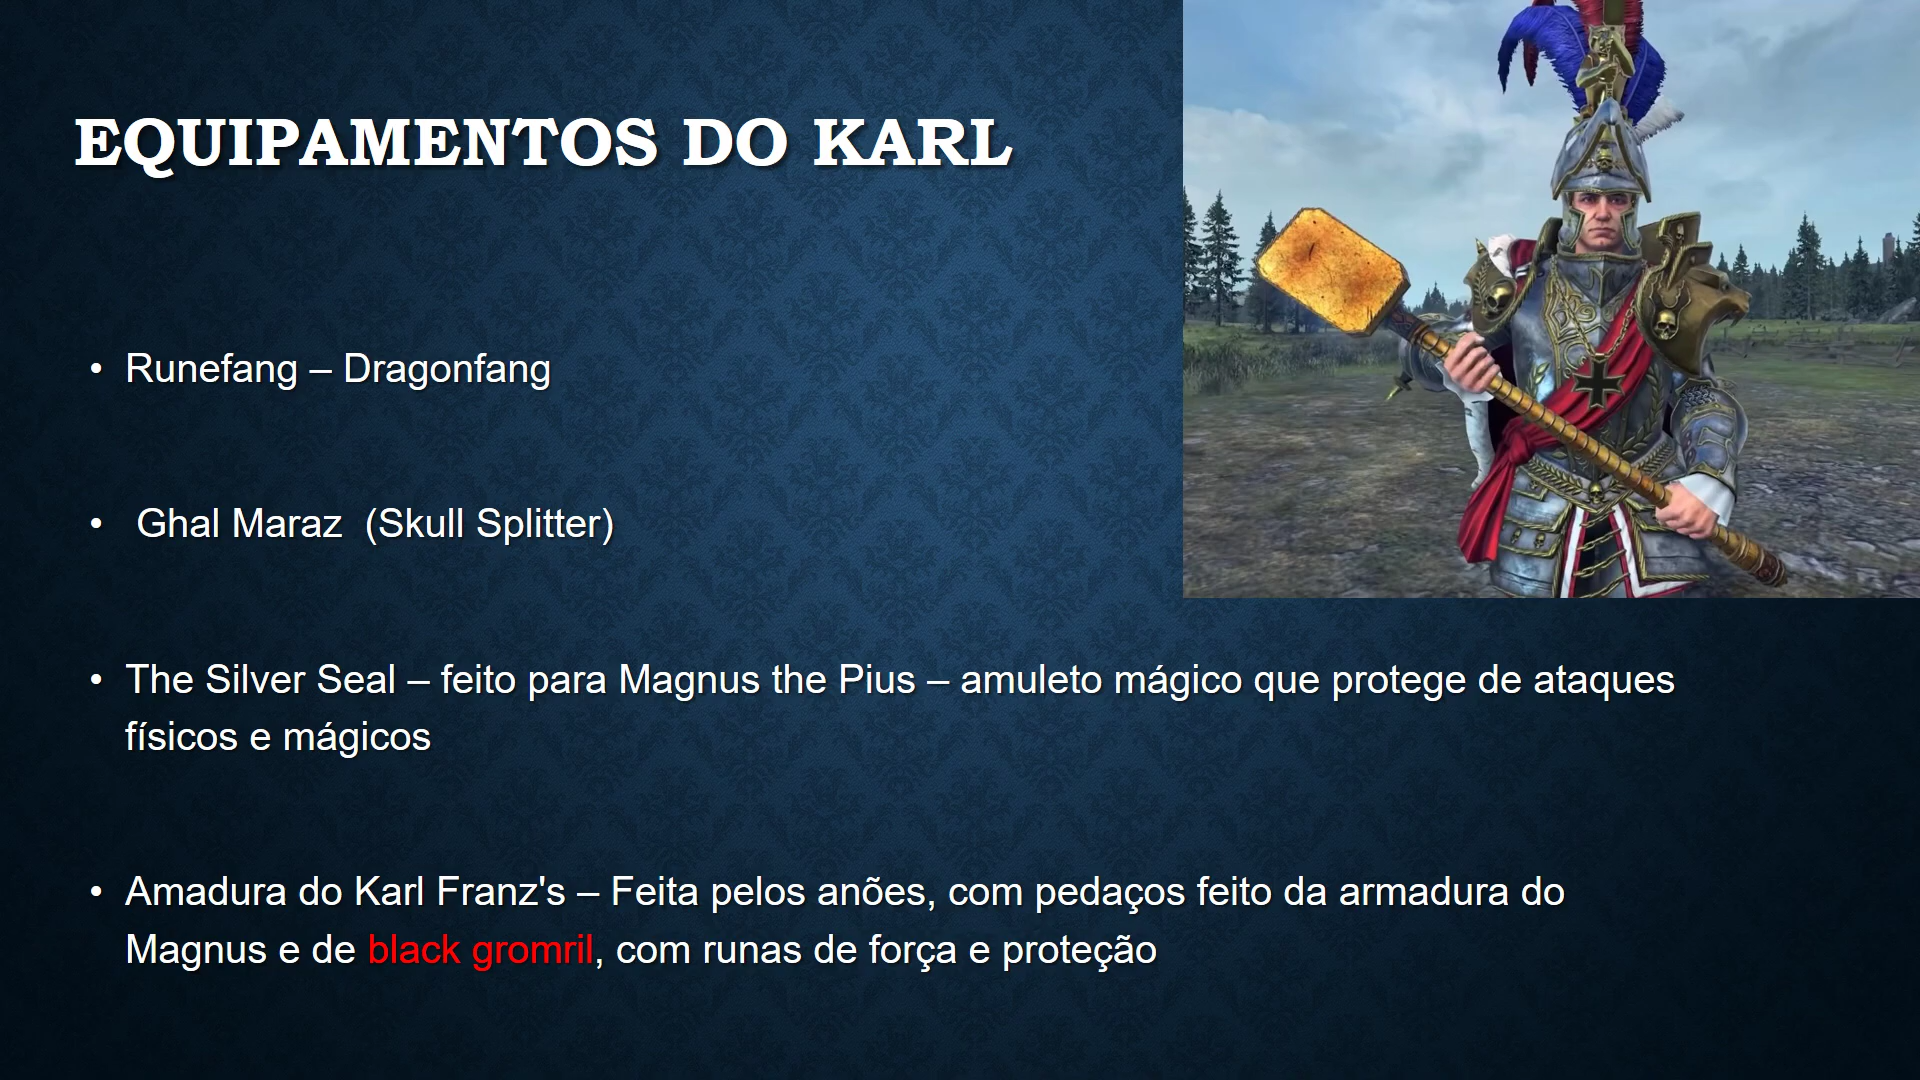 EQUIPAMENTOS DO KARL
• Runefang – Dragonfang
• Ghal Maraz  (Skull Splitter)
• The Silver Seal – feito para Magnus the Pius – amuleto mágico que protege de ataques
físicos e mágicos
• Amadura do Karl Franz's – Feita pelos anões, com pedaços feito da armadura do
Magnus e de black gromril, com runas de força e proteção